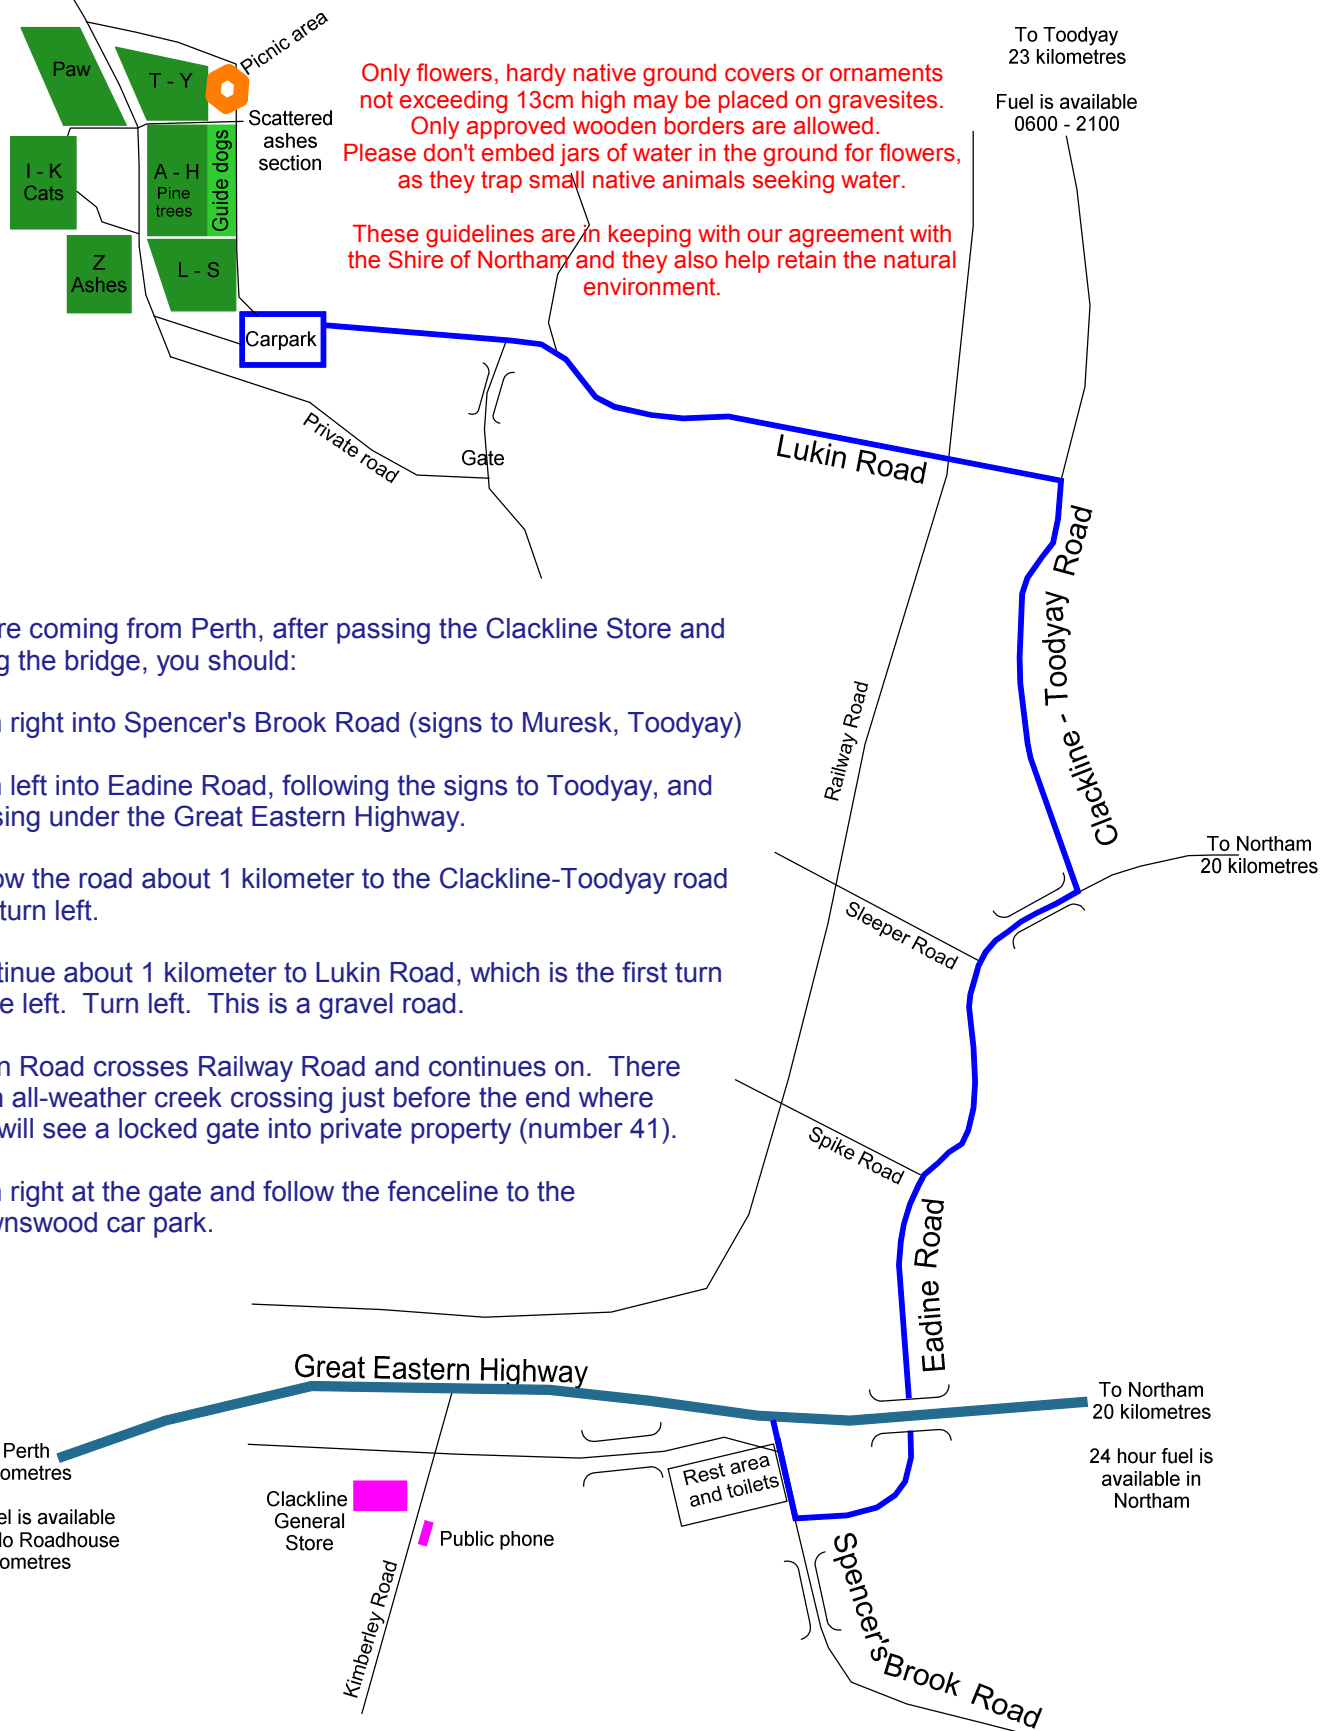 Paw
T - Y
Picnic area
Scattered
ashes
section
I - K
Cats
A - H
Pine
trees
Guide dogs
Z
Ashes
L - S
Carpark
Only flowers, hardy native ground covers or ornaments
not exceeding 13cm high may be placed on gravesites.
Only approved wooden borders are allowed.
Please don't embed jars of water in the ground for flowers,
as they trap small native animals seeking water.
These guidelines are in keeping with our agreement with
the Shire of Northam and they also help retain the natural
environment.
To Toodyay
23 kilometres
Fuel is available
0600 - 2100
Private road
Gate
Lukin Road
Clackline - Toodyay Road
Railway Road
re coming from Perth, after passing the Clackline Store and
g the bridge, you should:
n right into Spencer's Brook Road (signs to Muresk, Toodyay)
n left into Eadine Road, following the signs to Toodyay, and
sing under the Great Eastern Highway.
ow the road about 1 kilometer to the Clackline-Toodyay road
turn left.
tinue about 1 kilometer to Lukin Road, which is the first turn
e left. Turn left. This is a gravel road.
n Road crosses Railway Road and continues on. There
n all-weather creek crossing just before the end where
will see a locked gate into private property (number 41).
n right at the gate and follow the fenceline to the
wnswood car park.
To Northam
20 kilometres
Sleeper Road
Spike Road
Eadine Road
Great Eastern Highway
To Northam
20 kilometres
24 hour fuel is
available in
Northam
Perth
ometres
el is available
lo Roadhouse
ometres
Clackline
General
Store
Public phone
Kimberley Road
Rest area
and toilets
Spencer's Brook Road